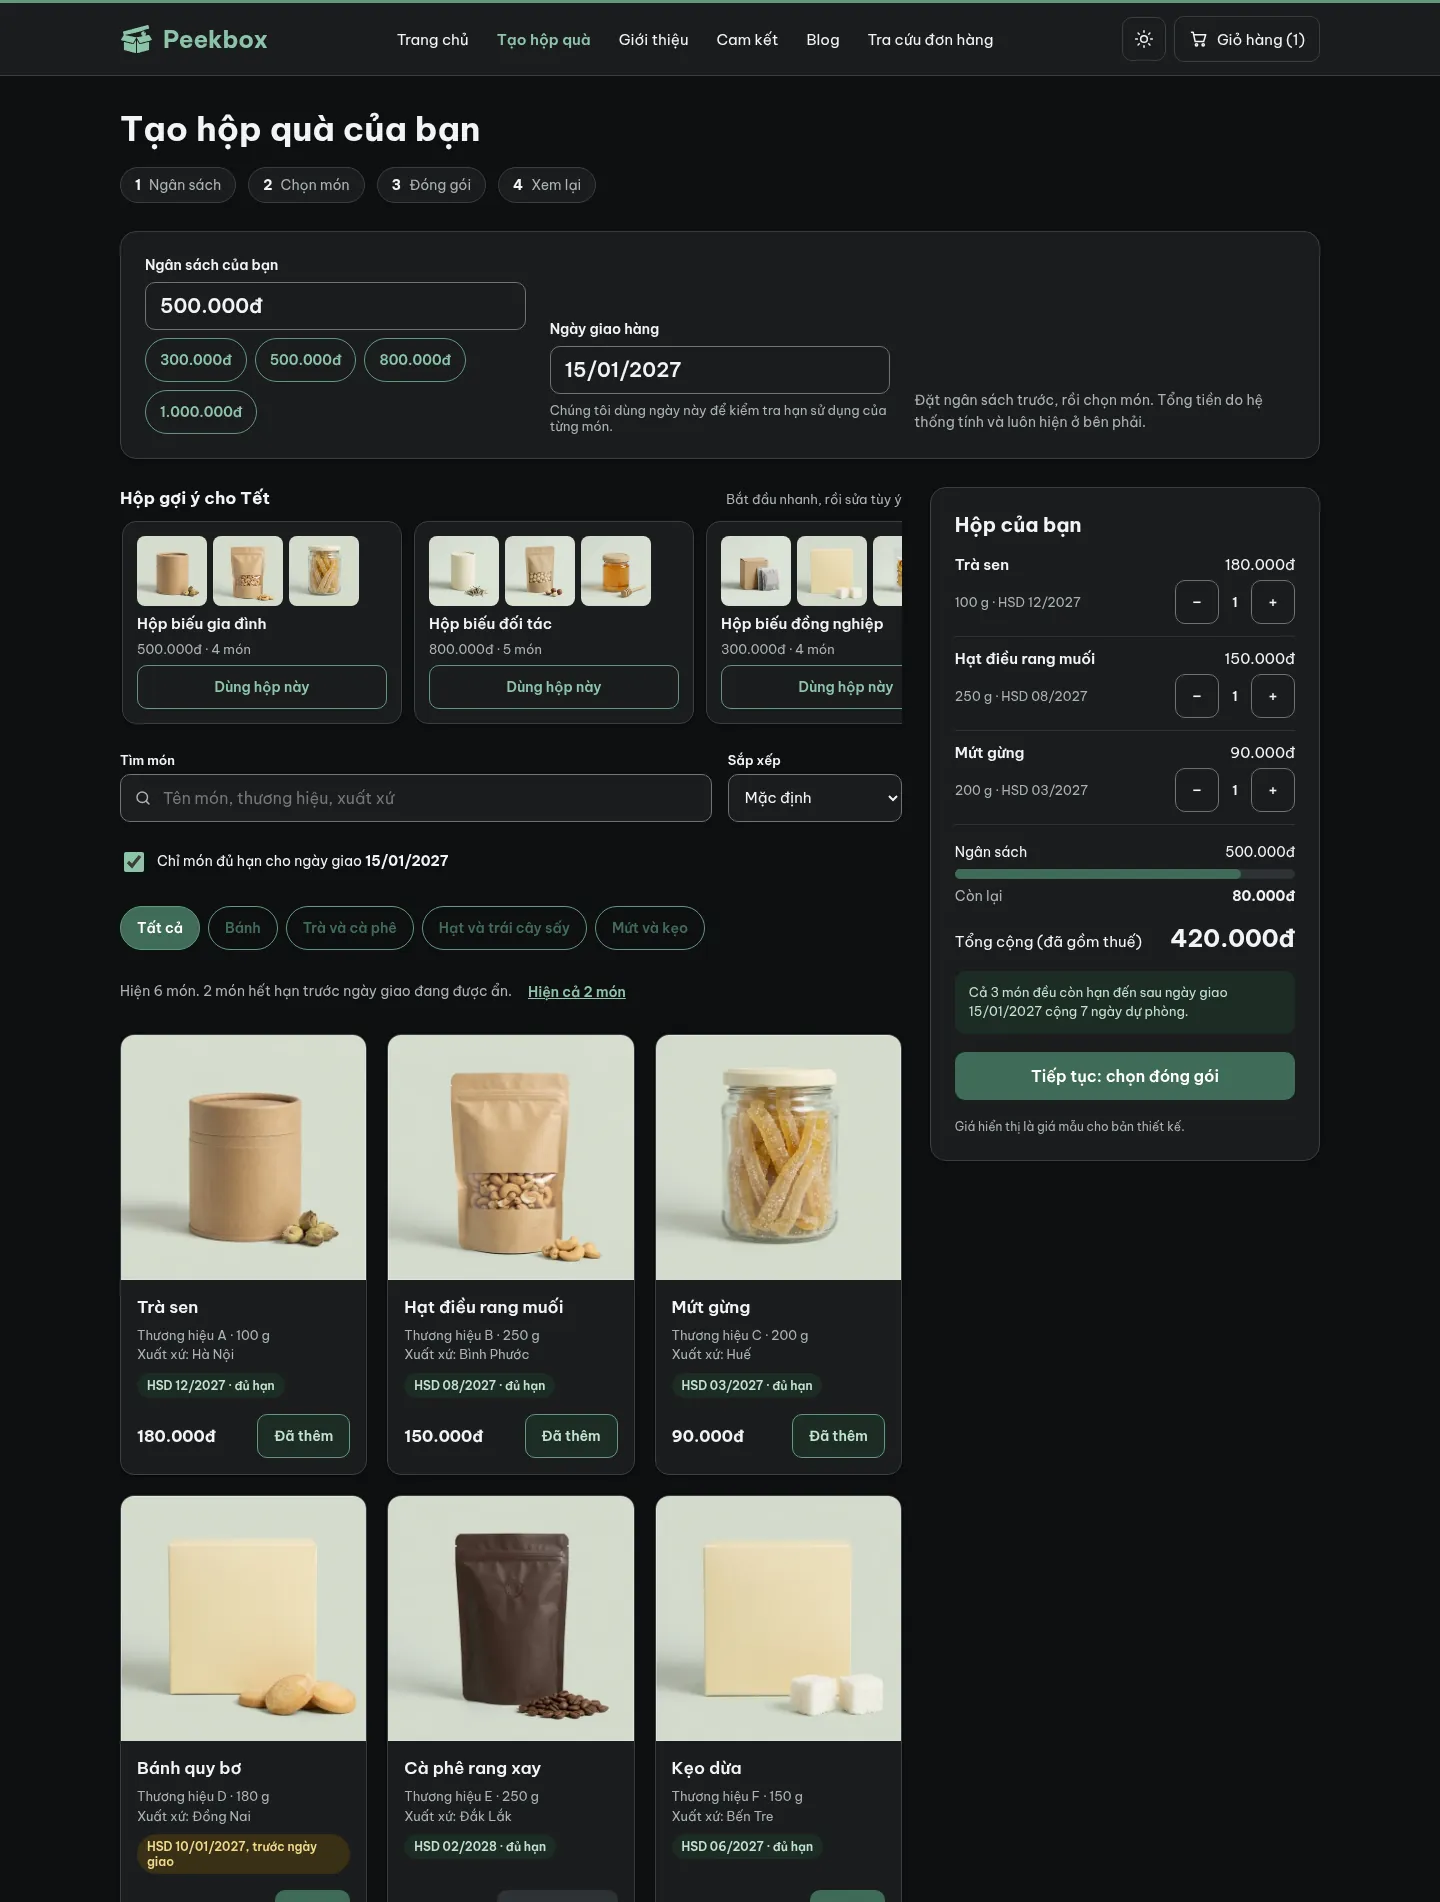 Peekbox
Trang chủ
Tạo hộp quà
Giới thiệu
Cam kết
Blog
Tra cứu đơn hàng
Giỏ hàng (1)
Tạo hộp quà của bạn
1 Ngân sách
2 Chọn món
3 Đóng gói
4 Xem lại
Ngân sách của bạn
500.000đ
300.000đ
500.000đ
800.000đ
1.000.000đ
Ngày giao hàng
15/01/2027
Chúng tôi dùng ngày này để kiểm tra hạn sử dụng của
từng món.
Đặt ngân sách trước, rồi chọn món. Tổng tiền do hệ
thống tính và luôn hiện ở bên phải.
Hộp gợi ý cho Tết
Bắt đầu nhanh, rồi sửa tùy ý
Hộp biếu gia đình
500.000đ · 4 món
Dùng hộp này
Hộp biếu đối tác
800.000đ · 5 món
Dùng hộp này
Hộp biếu đồng nghiệp
300.000đ · 4 món
Dùng hộp này
Tìm món
Tên món, thương hiệu, xuất xứ
Sắp xếp
Mặc định
Chỉ món đủ hạn cho ngày giao 15/01/2027
Tất cả
Bánh
Trà và cà phê
Hạt và trái cây sấy
Mứt và kẹo
Hiện 6 món. 2 món hết hạn trước ngày giao đang được ẩn.
Hiện cả 2 món
Trà sen
Thương hiệu A · 100 g
Xuất xứ: Hà Nội
HSD 12/2027 · đủ hạn
180.000đ
Đã thêm
Hạt điều rang muối
Thương hiệu B · 250 g
Xuất xứ: Bình Phước
HSD 08/2027 · đủ hạn
150.000đ
Đã thêm
Mứt gừng
Thương hiệu C · 200 g
Xuất xứ: Huế
HSD 03/2027 · đủ hạn
90.000đ
Đã thêm
Bánh quy bơ
Thương hiệu D · 180 g
Xuất xứ: Đồng Nai
HSD 10/01/2027, trước ngày
giao
Cà phê rang xay
Thương hiệu E · 250 g
Xuất xứ: Đắk Lắk
HSD 02/2028 · đủ hạn
Kẹo dừa
Thương hiệu F · 150 g
Xuất xứ: Bến Tre
HSD 06/2027 · đủ hạn
Hộp của bạn
Trà sen
180.000đ
100 g · HSD 12/2027
− 1 +
Hạt điều rang muối
150.000đ
250 g · HSD 08/2027
− 1 +
Mứt gừng
90.000đ
200 g · HSD 03/2027
− 1 +
Ngân sách
500.000đ
Còn lại
80.000đ
Tổng cộng (đã gồm thuế)
420.000đ
Cả 3 món đều còn hạn đến sau ngày giao
15/01/2027 cộng 7 ngày dự phòng.
Tiếp tục: chọn đóng gói
Giá hiển thị là giá mẫu cho bản thiết kế.